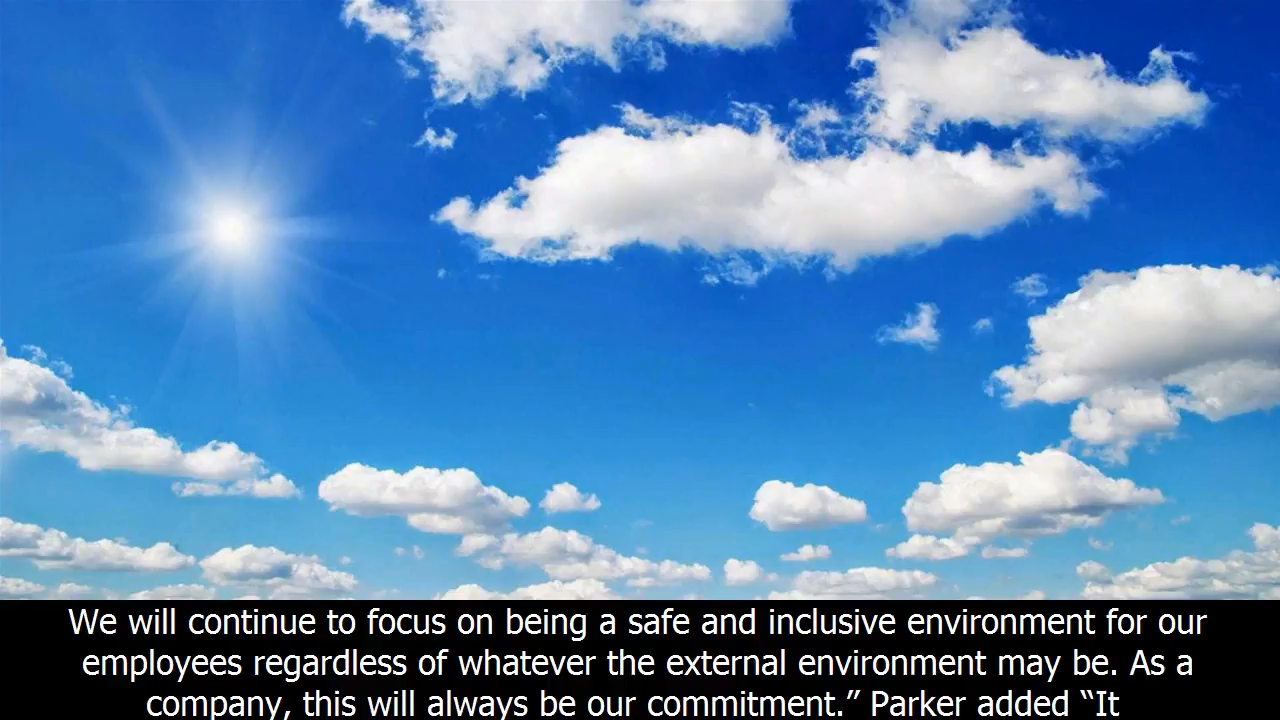 We will continue to focus on being a safe and inclusive environment for our
employees regardless of whatever the external environment may be. As a
company, this will always be our commitment.” Parker added “It